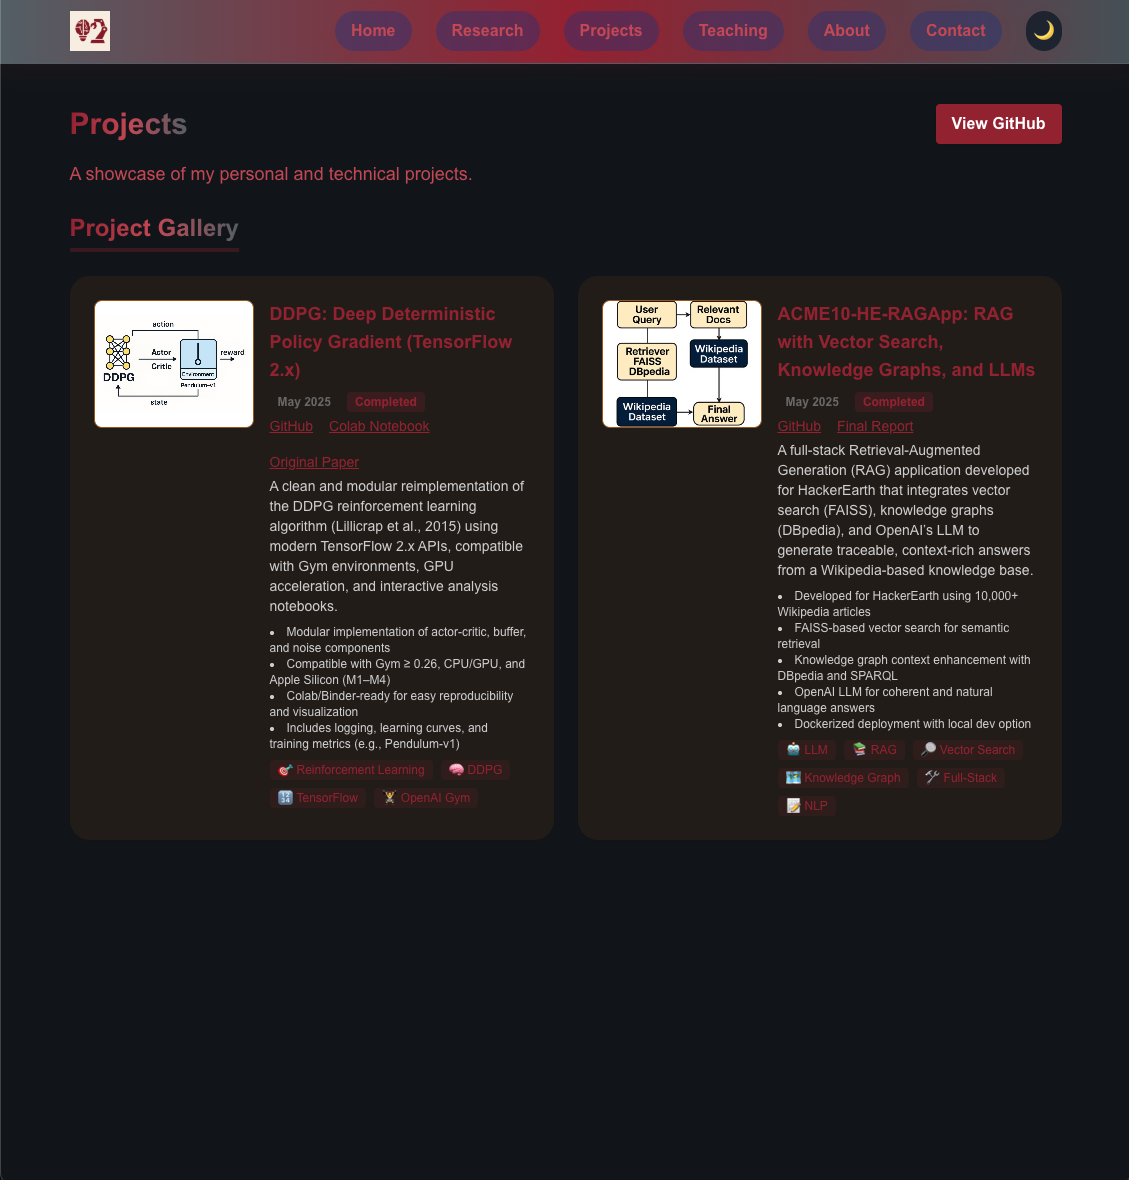 Home Research Projects Teaching About Contact
Projects
View GitHub
A showcase of my personal and technical projects.
Project Gallery
action
Actor
Critic
reward
DDPG
Environment
Pendulum-v1
state
DDPG: Deep Deterministic
Policy Gradient (TensorFlow
2.x)
May 2025 Completed
GitHub Colab Notebook
Original Paper
A clean and modular reimplementation of
the DDPG reinforcement learning
algorithm (Lillicrap et al., 2015) using
modern TensorFlow 2.x APIs, compatible
with Gym environments, GPU
acceleration, and interactive analysis
notebooks.
• Modular implementation of actor-critic, buffer,
and noise components
• Compatible with Gym ≥ 0.26, CPU/GPU, and
Apple Silicon (M1–M4)
• Colab/Binder-ready for easy reproducibility
and visualization
• Includes logging, learning curves, and
training metrics (e.g., Pendulum-v1)
🎯 Reinforcement Learning 🧠 DDPG
🔢 TensorFlow 🏋️ OpenAI Gym
User
Query
Relevant
Docs
Retriever
FAISS
DBpedia
Wikipedia
Dataset
Wikipedia
Dataset
Final
Answer
ACME10-HE-RAGApp: RAG
with Vector Search,
Knowledge Graphs, and LLMs
May 2025 Completed
GitHub Final Report
A full-stack Retrieval-Augmented
Generation (RAG) application developed
for HackerEarth that integrates vector
search (FAISS), knowledge graphs
(DBpedia), and OpenAI's LLM to
generate traceable, context-rich answers
from a Wikipedia-based knowledge base.
• Developed for HackerEarth using 10,000+
Wikipedia articles
• FAISS-based vector search for semantic
retrieval
• Knowledge graph context enhancement with
DBpedia and SPARQL
• OpenAI LLM for coherent and natural
language answers
• Dockerized deployment with local dev option
🤖 LLM 📚 RAG 🔎 Vector Search
🗺️ Knowledge Graph 🛠️ Full-Stack
📝 NLP